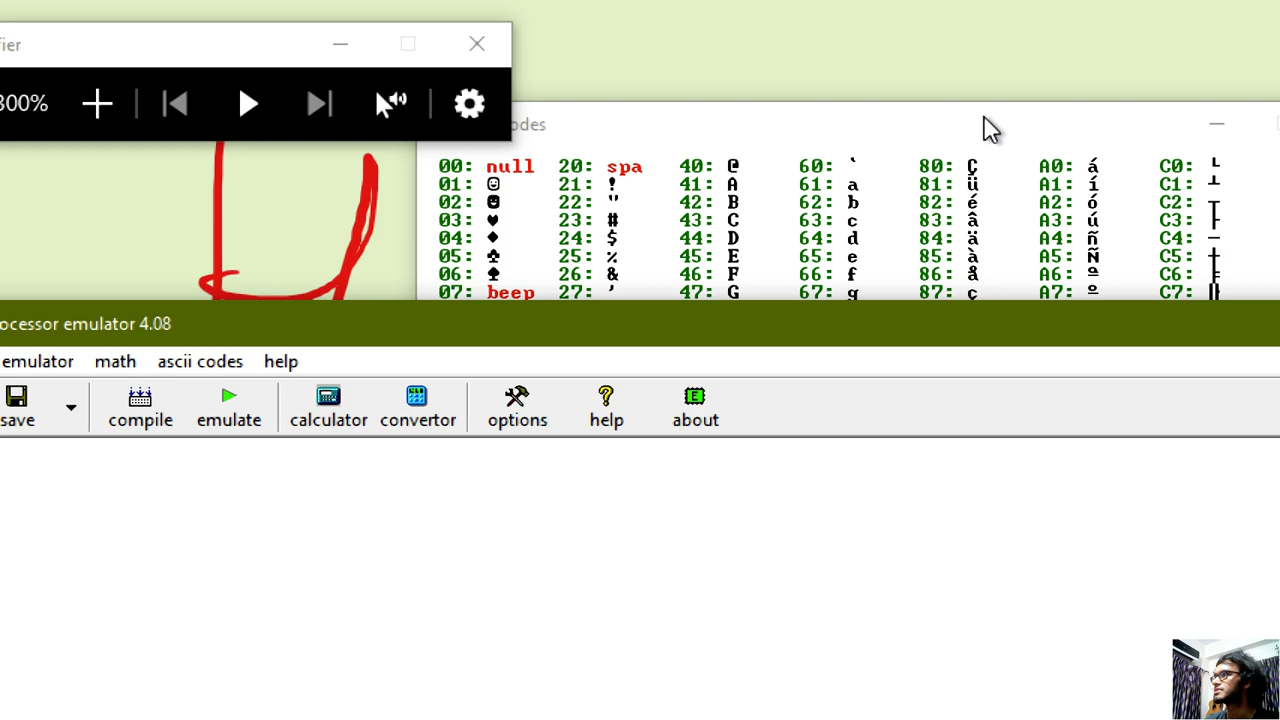 fier
300%
odes
00: null 20: spa 40: @ 60: ` 80: Ç A0: á C0: └
01: ☺ 21: ! 41: A 61: a 81: ü A1: í C1: ┴
02: ☻ 22: " 42: B 62: b 82: é A2: ó C2: ┬
03: ♥ 23: # 43: C 63: c 83: â A3: ú C3: ├
04: ♦ 24: $ 44: D 64: d 84: ä A4: ñ C4: ─
05: ♣ 25: % 45: E 65: e 85: à A5: Ñ C5: ┼
06: ♠ 26: & 46: F 66: f 86: å A6: ª C6: ╞
07: beep 27: ' 47: G 67: g 87: ç A7: º C7: ╟
ocessor emulator 4.08
emulator math ascii codes help
save compile emulate calculator convertor options help about